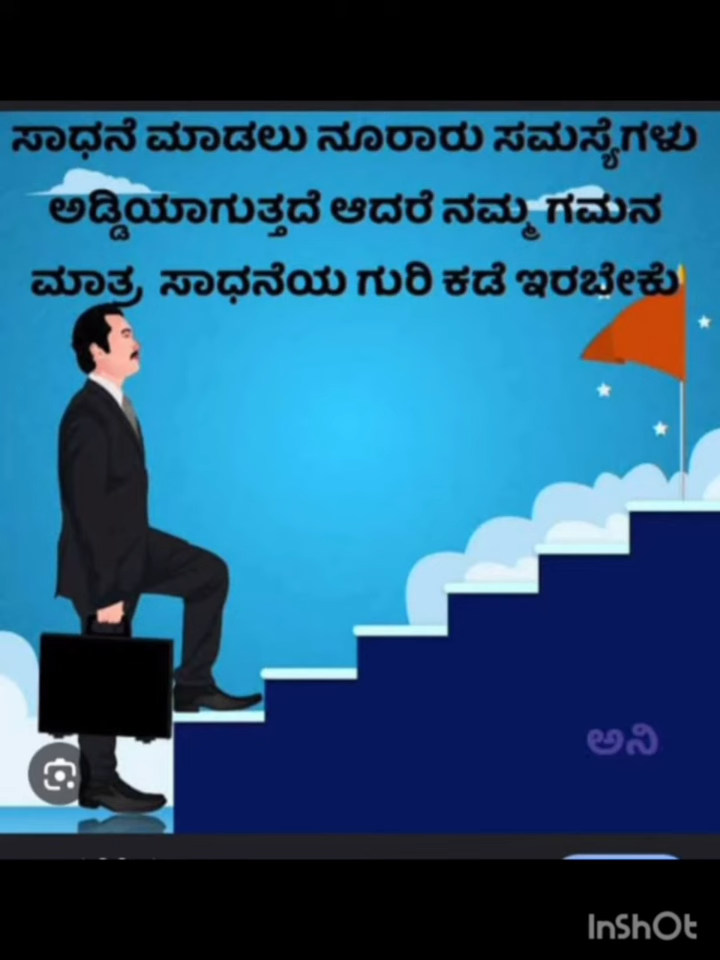 ಸಾಧನೆ ಮಾಡಲು ನೂರಾರು ಸಮಸ್ಯೆಗಳು
ಅಡ್ಡಿಯಾಗುತ್ತದೆ ಆದರೆ ನಮ್ಮ ಗಮನ
ಮಾತ್ರ ಸಾಧನೆಯ ಗುರಿ ಕಡೆ ಇರಬೇಕು
ಅನಿ
InShOt